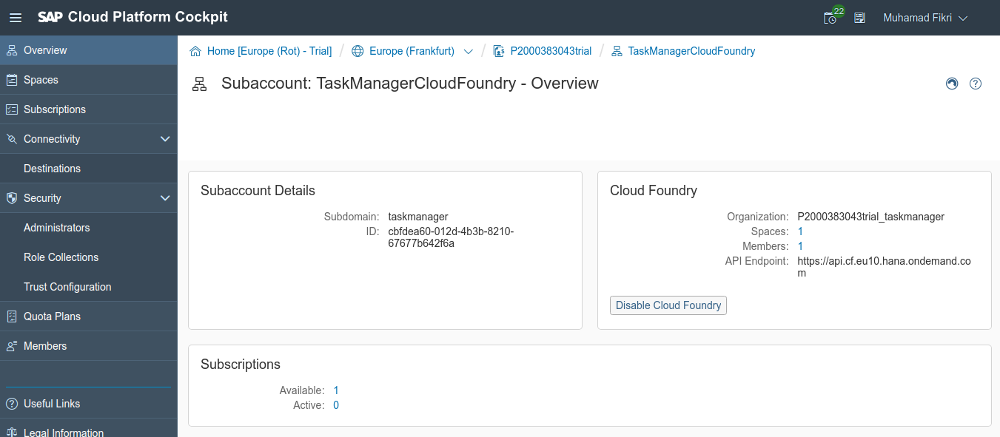 SAP Cloud Platform Cockpit
22
Muhamad Fikri
Overview
Spaces
Subscriptions
Connectivity
Destinations
Security
Administrators
Role Collections
Trust Configuration
Quota Plans
Members
Useful Links
Legal Information
Home [Europe (Rot) - Trial] / Europe (Frankfurt) / P2000383043trial / TaskManagerCloudFoundry
Subaccount: TaskManagerCloudFoundry - Overview
Subaccount Details
Subdomain: taskmanager
ID: cbfdea60-012d-4b3b-8210-
67677b642f6a
Cloud Foundry
Organization: P2000383043trial_taskmanager
Spaces: 1
Members: 1
API Endpoint: https://api.cf.eu10.hana.ondemand.co
m
Disable Cloud Foundry
Subscriptions
Available: 1
Active: 0